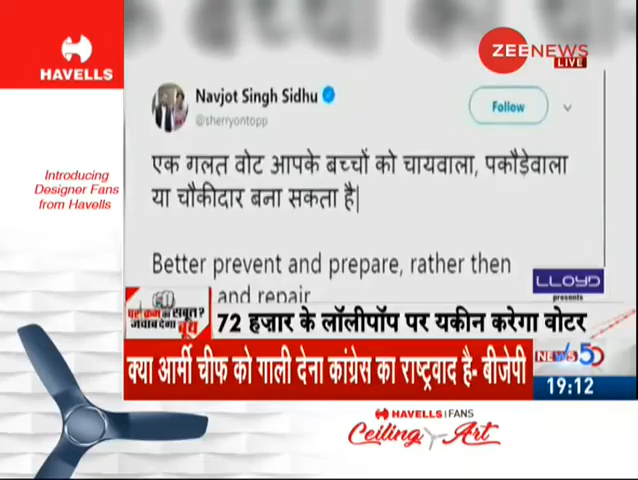 HAVELLS
Introducing
Designer Fans
from Havells
ZEENEWS
LIVE
Navjot Singh Sidhu
@sherryontopp
Follow
एक गलत वोट आपके बच्चों को चायवाला, पकौड़ेवाला
या चौकीदार बना सकता है|
Better prevent and prepare, rather then
and repair
LLOYD
presents
सबूत?
जवाब देगा बूथ
72 हज़ार के लॉलीपॉप पर यकीन करेगा वोटर
क्या आर्मी चीफ को गाली देना कांग्रेस का राष्ट्रवाद है- बीजेपी
NEWS 50
19:12
HAVELLS | FANS
Ceiling Art